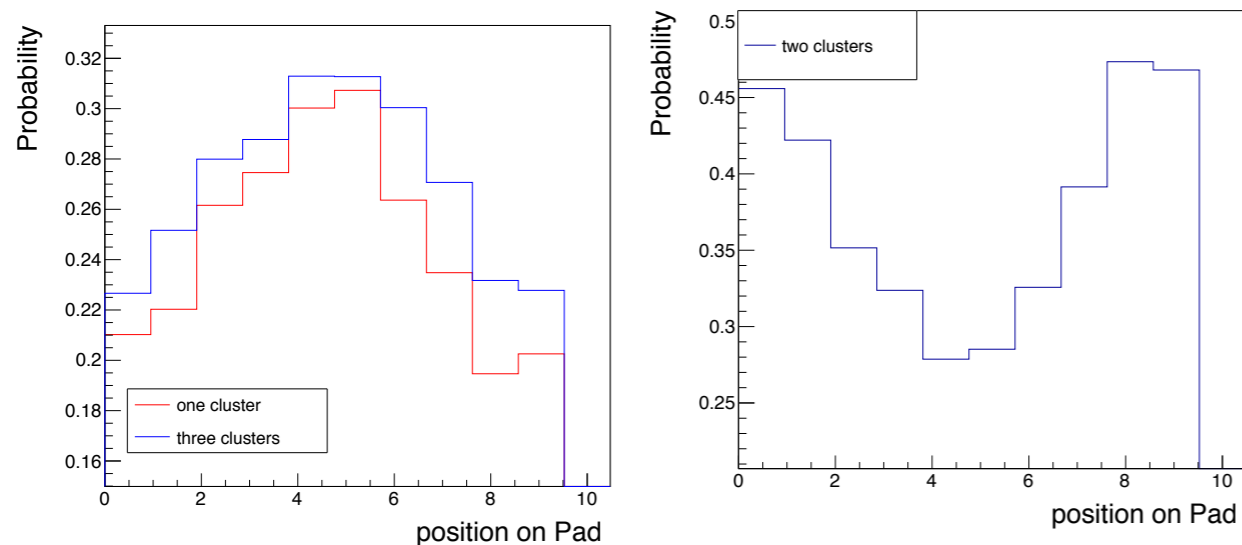 Probability
0.32
0.3
0.28
0.26
0.24
0.22
0.2
0.18
0.16
one cluster
three clusters
0 2 4 6 8 10
position on Pad
Probability
0.5
0.45
0.4
0.35
0.3
0.25
two clusters
0 2 4 6 8 10
position on Pad